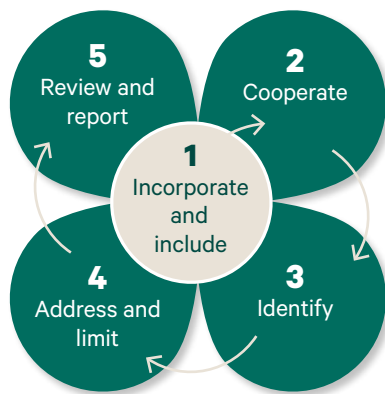 1
Incorporate
and
include
2
Cooperate
3
Identify
4
Address and
limit
5
Review and
report